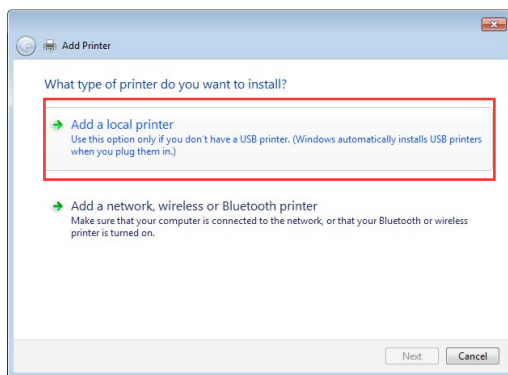 Add Printer
What type of printer do you want to install?
Add a local printer
Use this option only if you don't have a USB printer. (Windows automatically installs USB printers
when you plug them in.)
Add a network, wireless or Bluetooth printer
Make sure that your computer is connected to the network, or that your Bluetooth or wireless
printer is turned on.
Next Cancel